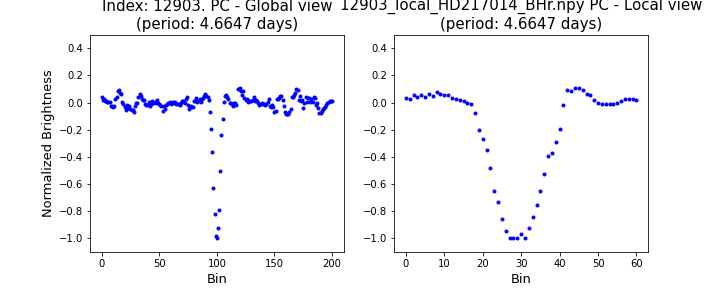 Index: 12903. PC - Global view
(period: 4.6647 days)
12903_local_HD217014_BHr.npy PC - Local view
(period: 4.6647 days)
Normalized Brightness
0.4
0.2
0.0
−0.2
−0.4
−0.6
−0.8
−1.0
0 50 100 150 200
Bin
0.4
0.2
0.0
−0.2
−0.4
−0.6
−0.8
−1.0
0 20 40 60
Bin